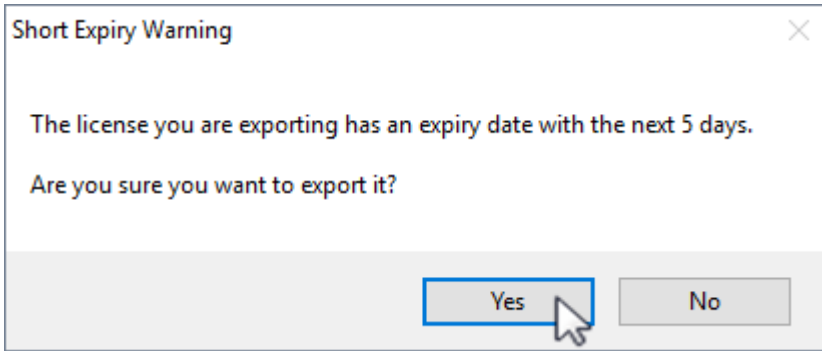 Short Expiry Warning
The license you are exporting has an expiry date with the next 5 days.
Are you sure you want to export it?
Yes
No